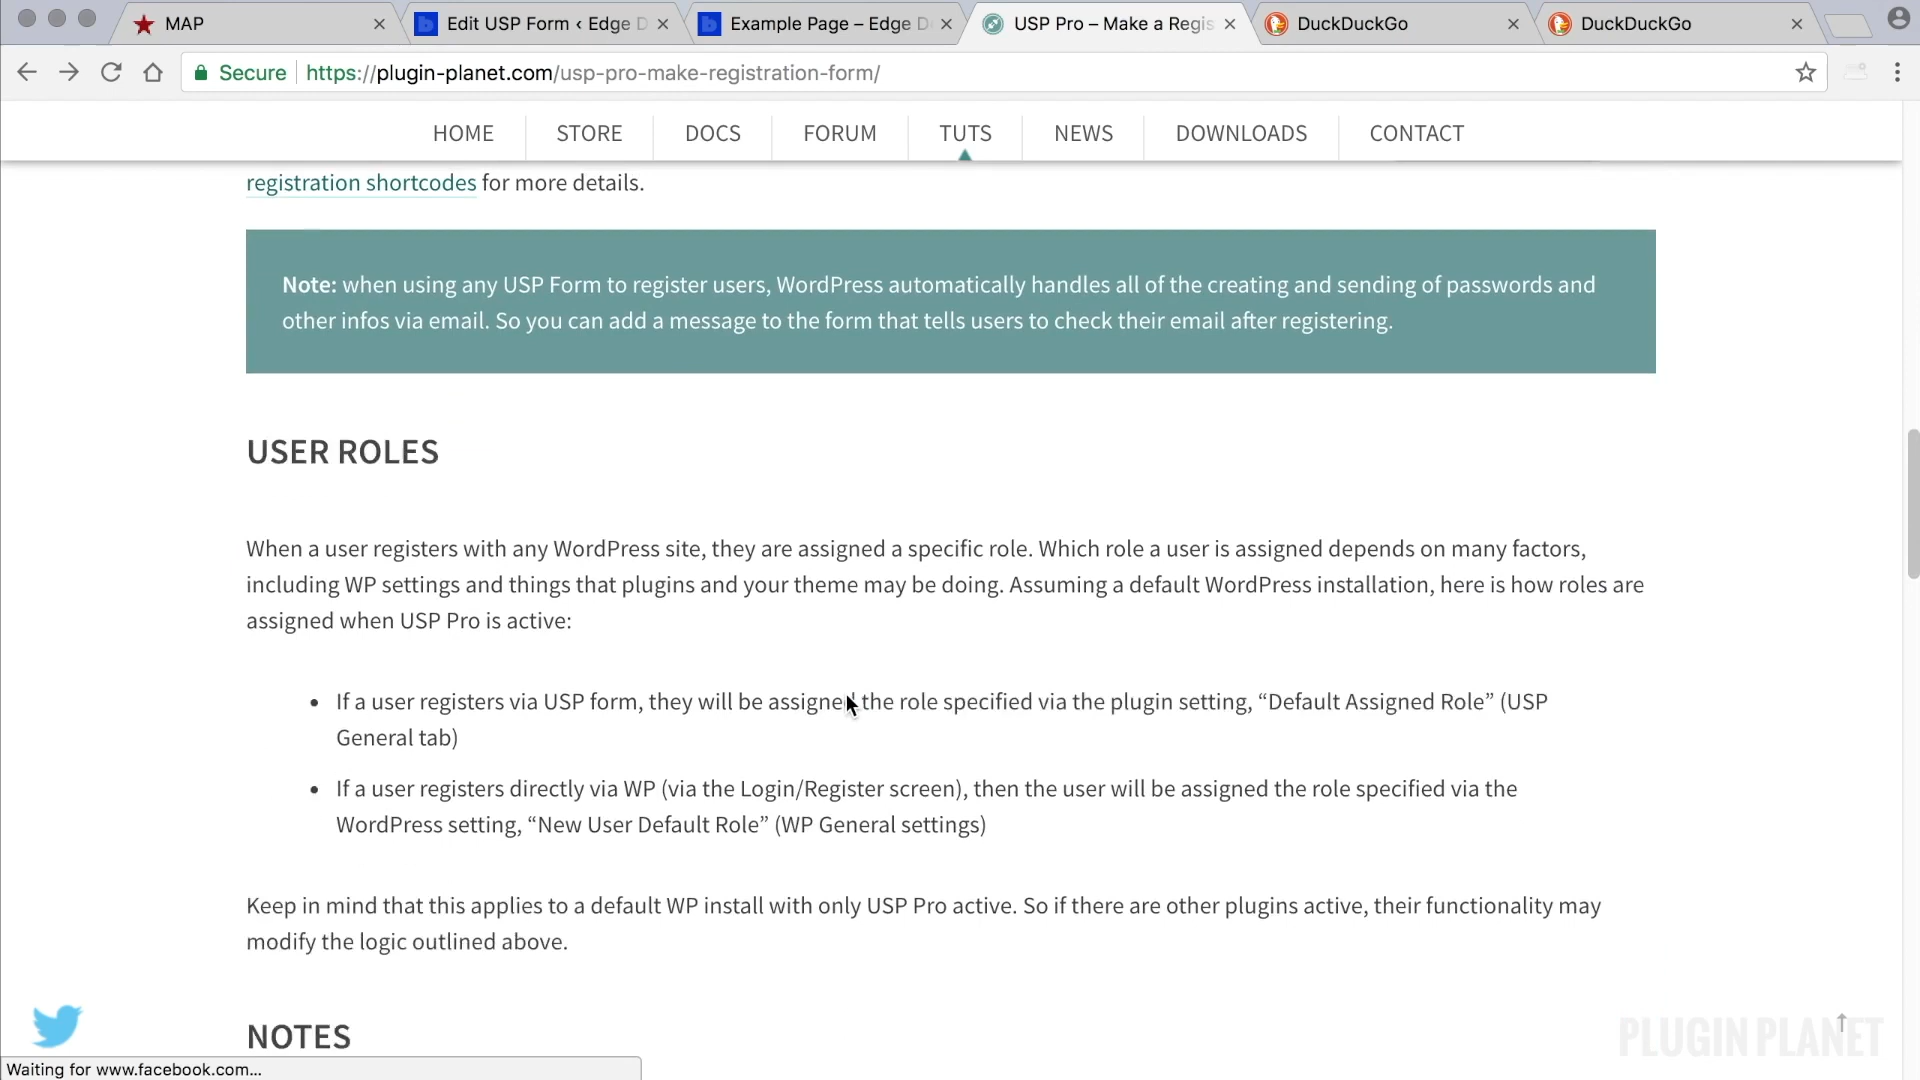 MAP
Edit USP Form ‹ Edge D
Example Page – Edge D
USP Pro – Make a Regis
DuckDuckGo
DuckDuckGo
Secure
https://plugin-planet.com/usp-pro-make-registration-form/
HOME
STORE
DOCS
FORUM
TUTS
NEWS
DOWNLOADS
CONTACT
registration shortcodes for more details.
Note: when using any USP Form to register users, WordPress automatically handles all of the creating and sending of passwords and
other infos via email. So you can add a message to the form that tells users to check their email after registering.
USER ROLES
When a user registers with any WordPress site, they are assigned a specific role. Which role a user is assigned depends on many factors,
including WP settings and things that plugins and your theme may be doing. Assuming a default WordPress installation, here is how roles are
assigned when USP Pro is active:
• If a user registers via USP form, they will be assigned the role specified via the plugin setting, “Default Assigned Role” (USP
General tab)
• If a user registers directly via WP (via the Login/Register screen), then the user will be assigned the role specified via the
WordPress setting, “New User Default Role” (WP General settings)
Keep in mind that this applies to a default WP install with only USP Pro active. So if there are other plugins active, their functionality may
modify the logic outlined above.
NOTES
PLUGIN PLANET
Waiting for www.facebook.com...